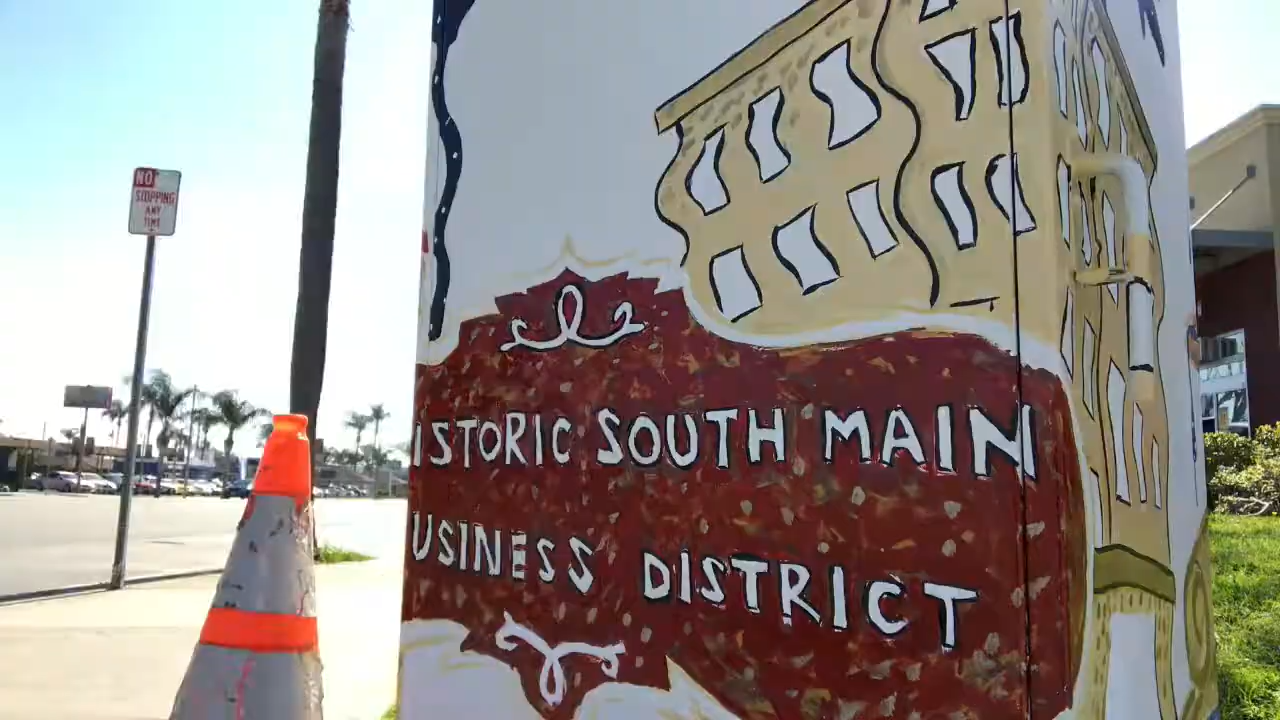 NO
STOPPING
ANY
TIME
ISTORIC SOUTH MAIN
USINESS DISTRICT